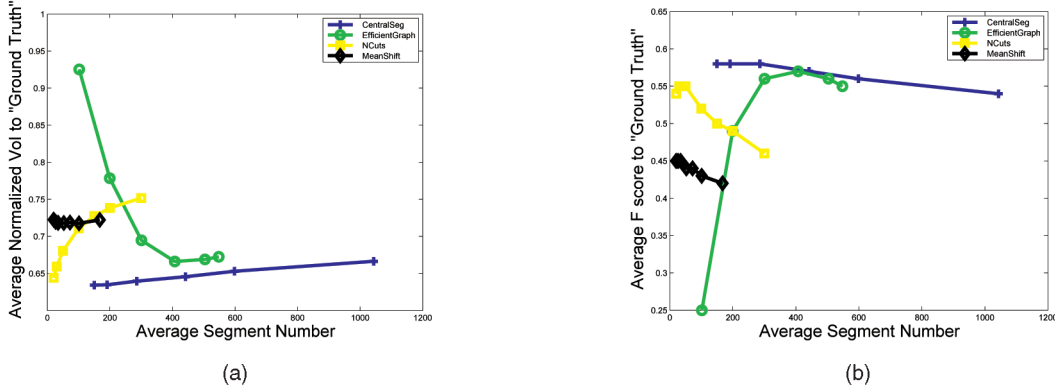 1
0.95
0.9
0.85
0.8
0.75
0.7
0.65
0
200
400
600
800
1000
1200
Average Normalized VoI to "Ground Truth"
Average Segment Number
CentralSeg
EfficientGraph
NCuts
MeanShift
(a)
0.65
0.6
0.55
0.5
0.45
0.4
0.35
0.3
0.25
0
200
400
600
800
1000
1200
Average F score to "Ground Truth"
Average Segment Number
CentralSeg
EfficientGraph
NCuts
MeanShift
(b)